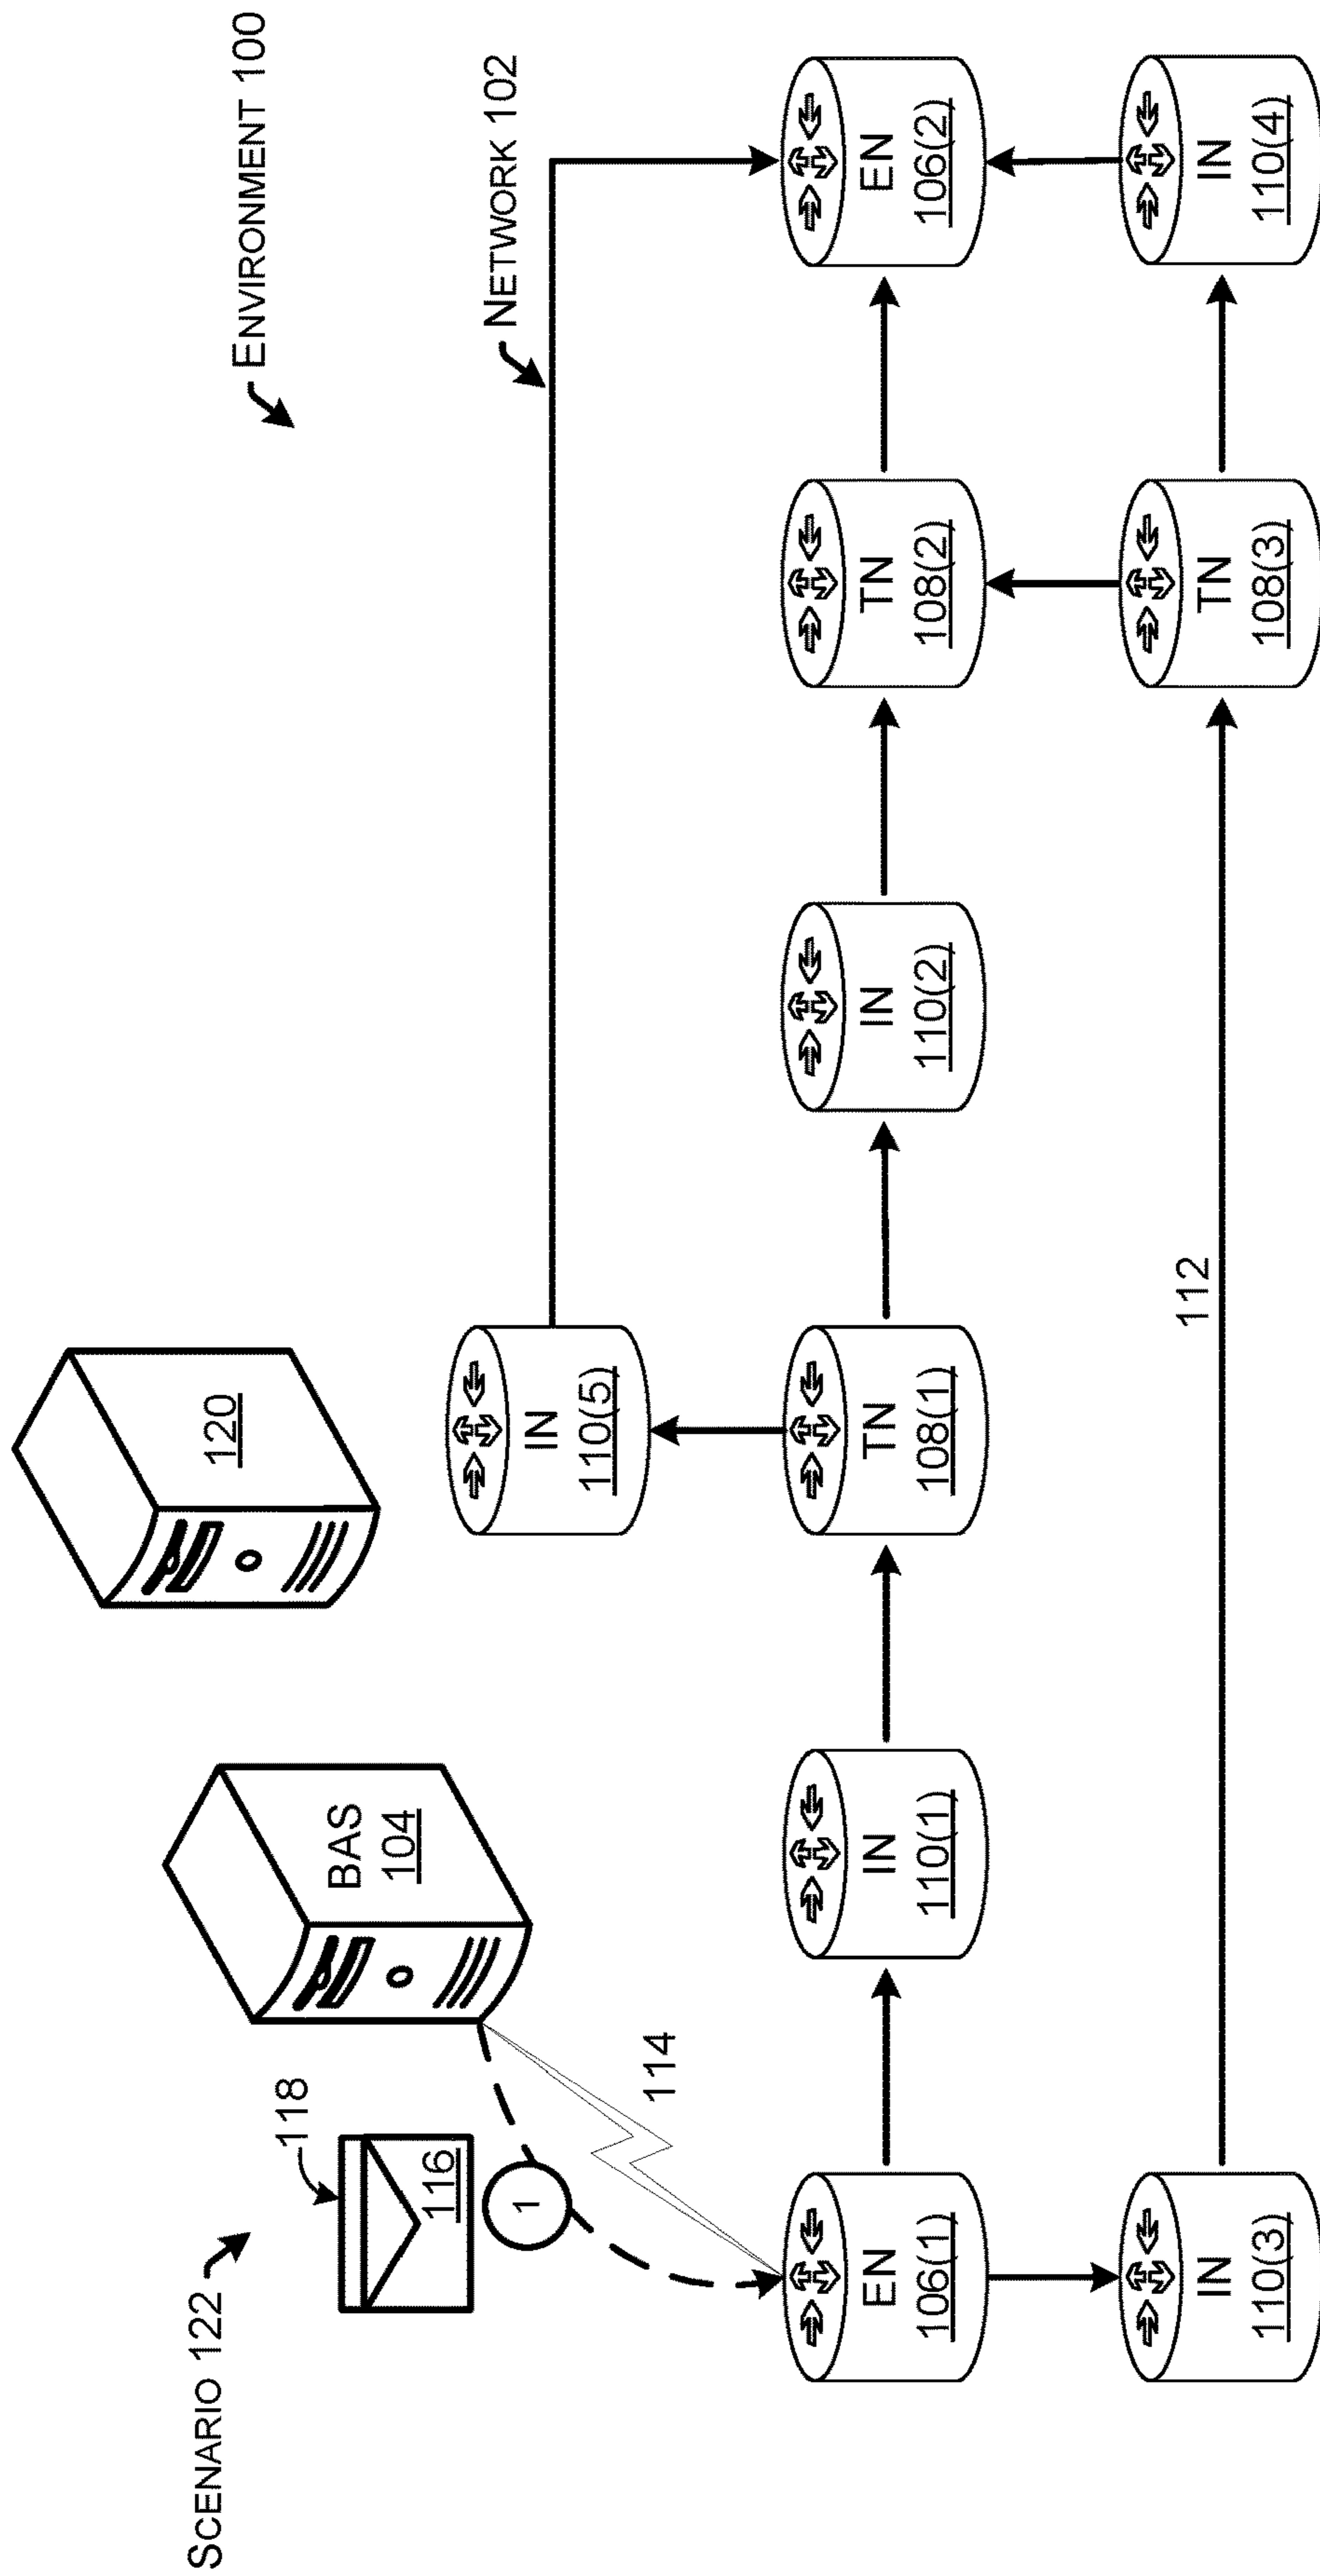 SCENARIO 122
ENVIRONMENT 100
118
116
1
BAS
104
120
114
NETWORK 102
IN
110(5)
EN
106(1)
IN
110(1)
TN
108(1)
IN
110(2)
TN
108(2)
EN
106(2)
112
IN
110(3)
TN
108(3)
IN
110(4)